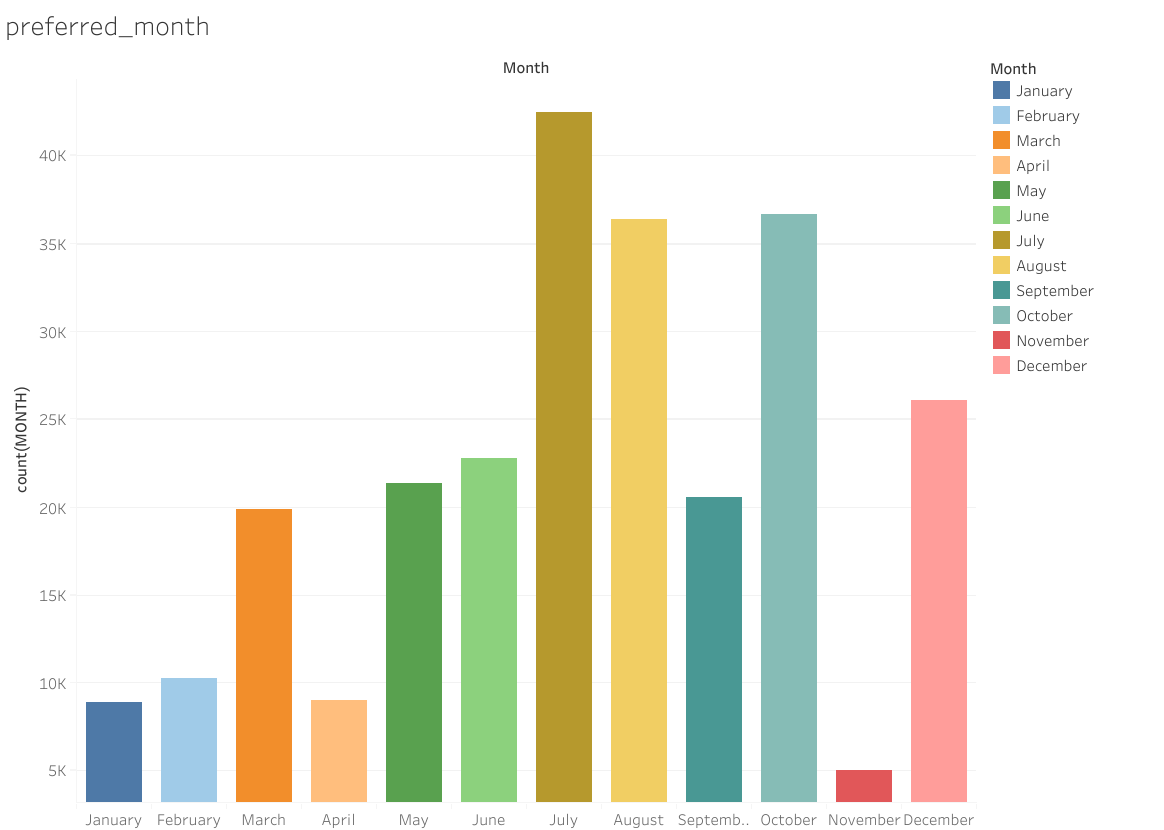 preferred_month
Month
Month
January
February
March
April
May
June
July
August
September
October
November
December
count(MONTH)
40K
35K
30K
25K
20K
15K
10K
5K
January February March April May June July August Septemb.. October November December